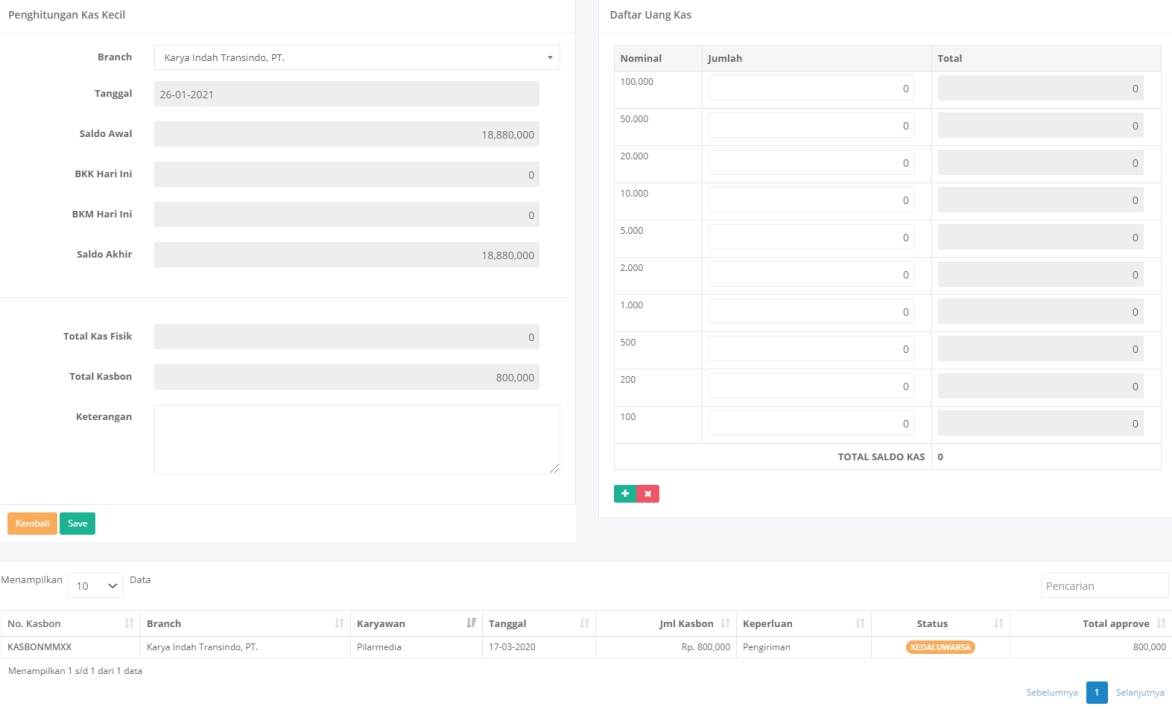 Penghitungan Kas Kecil
Branch Karya Indah Transindo, PT.
Tanggal 26-01-2021
Saldo Awal 18,880,000
BKK Hari Ini 0
BKM Hari Ini 0
Saldo Akhir 18,880,000
Total Kas Fisik 0
Total Kasbon 800,000
Keterangan
Kembali Save
Daftar Uang Kas
Nominal Jumlah Total
100.000 0 0
50.000 0 0
20.000 0 0
10.000 0 0
5.000 0 0
2.000 0 0
1.000 0 0
500 0 0
200 0 0
100 0 0
TOTAL SALDO KAS 0
Menampilkan 10 Data Pencarian
No. Kasbon Branch Karyawan Tanggal Jml Kasbon Keperluan Status Total approve
KASBONMMXX Karya Indah Transindo, PT. Pilarmedia 17-03-2020 Rp. 800,000 Pengiriman KEDALUWARSA 800,000
Menampilkan 1 s/d 1 dari 1 data
Sebelumnya 1 Selanjutnya